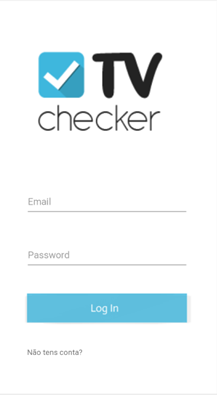 TV
checker
Email
Password
Log In
Não tens conta?